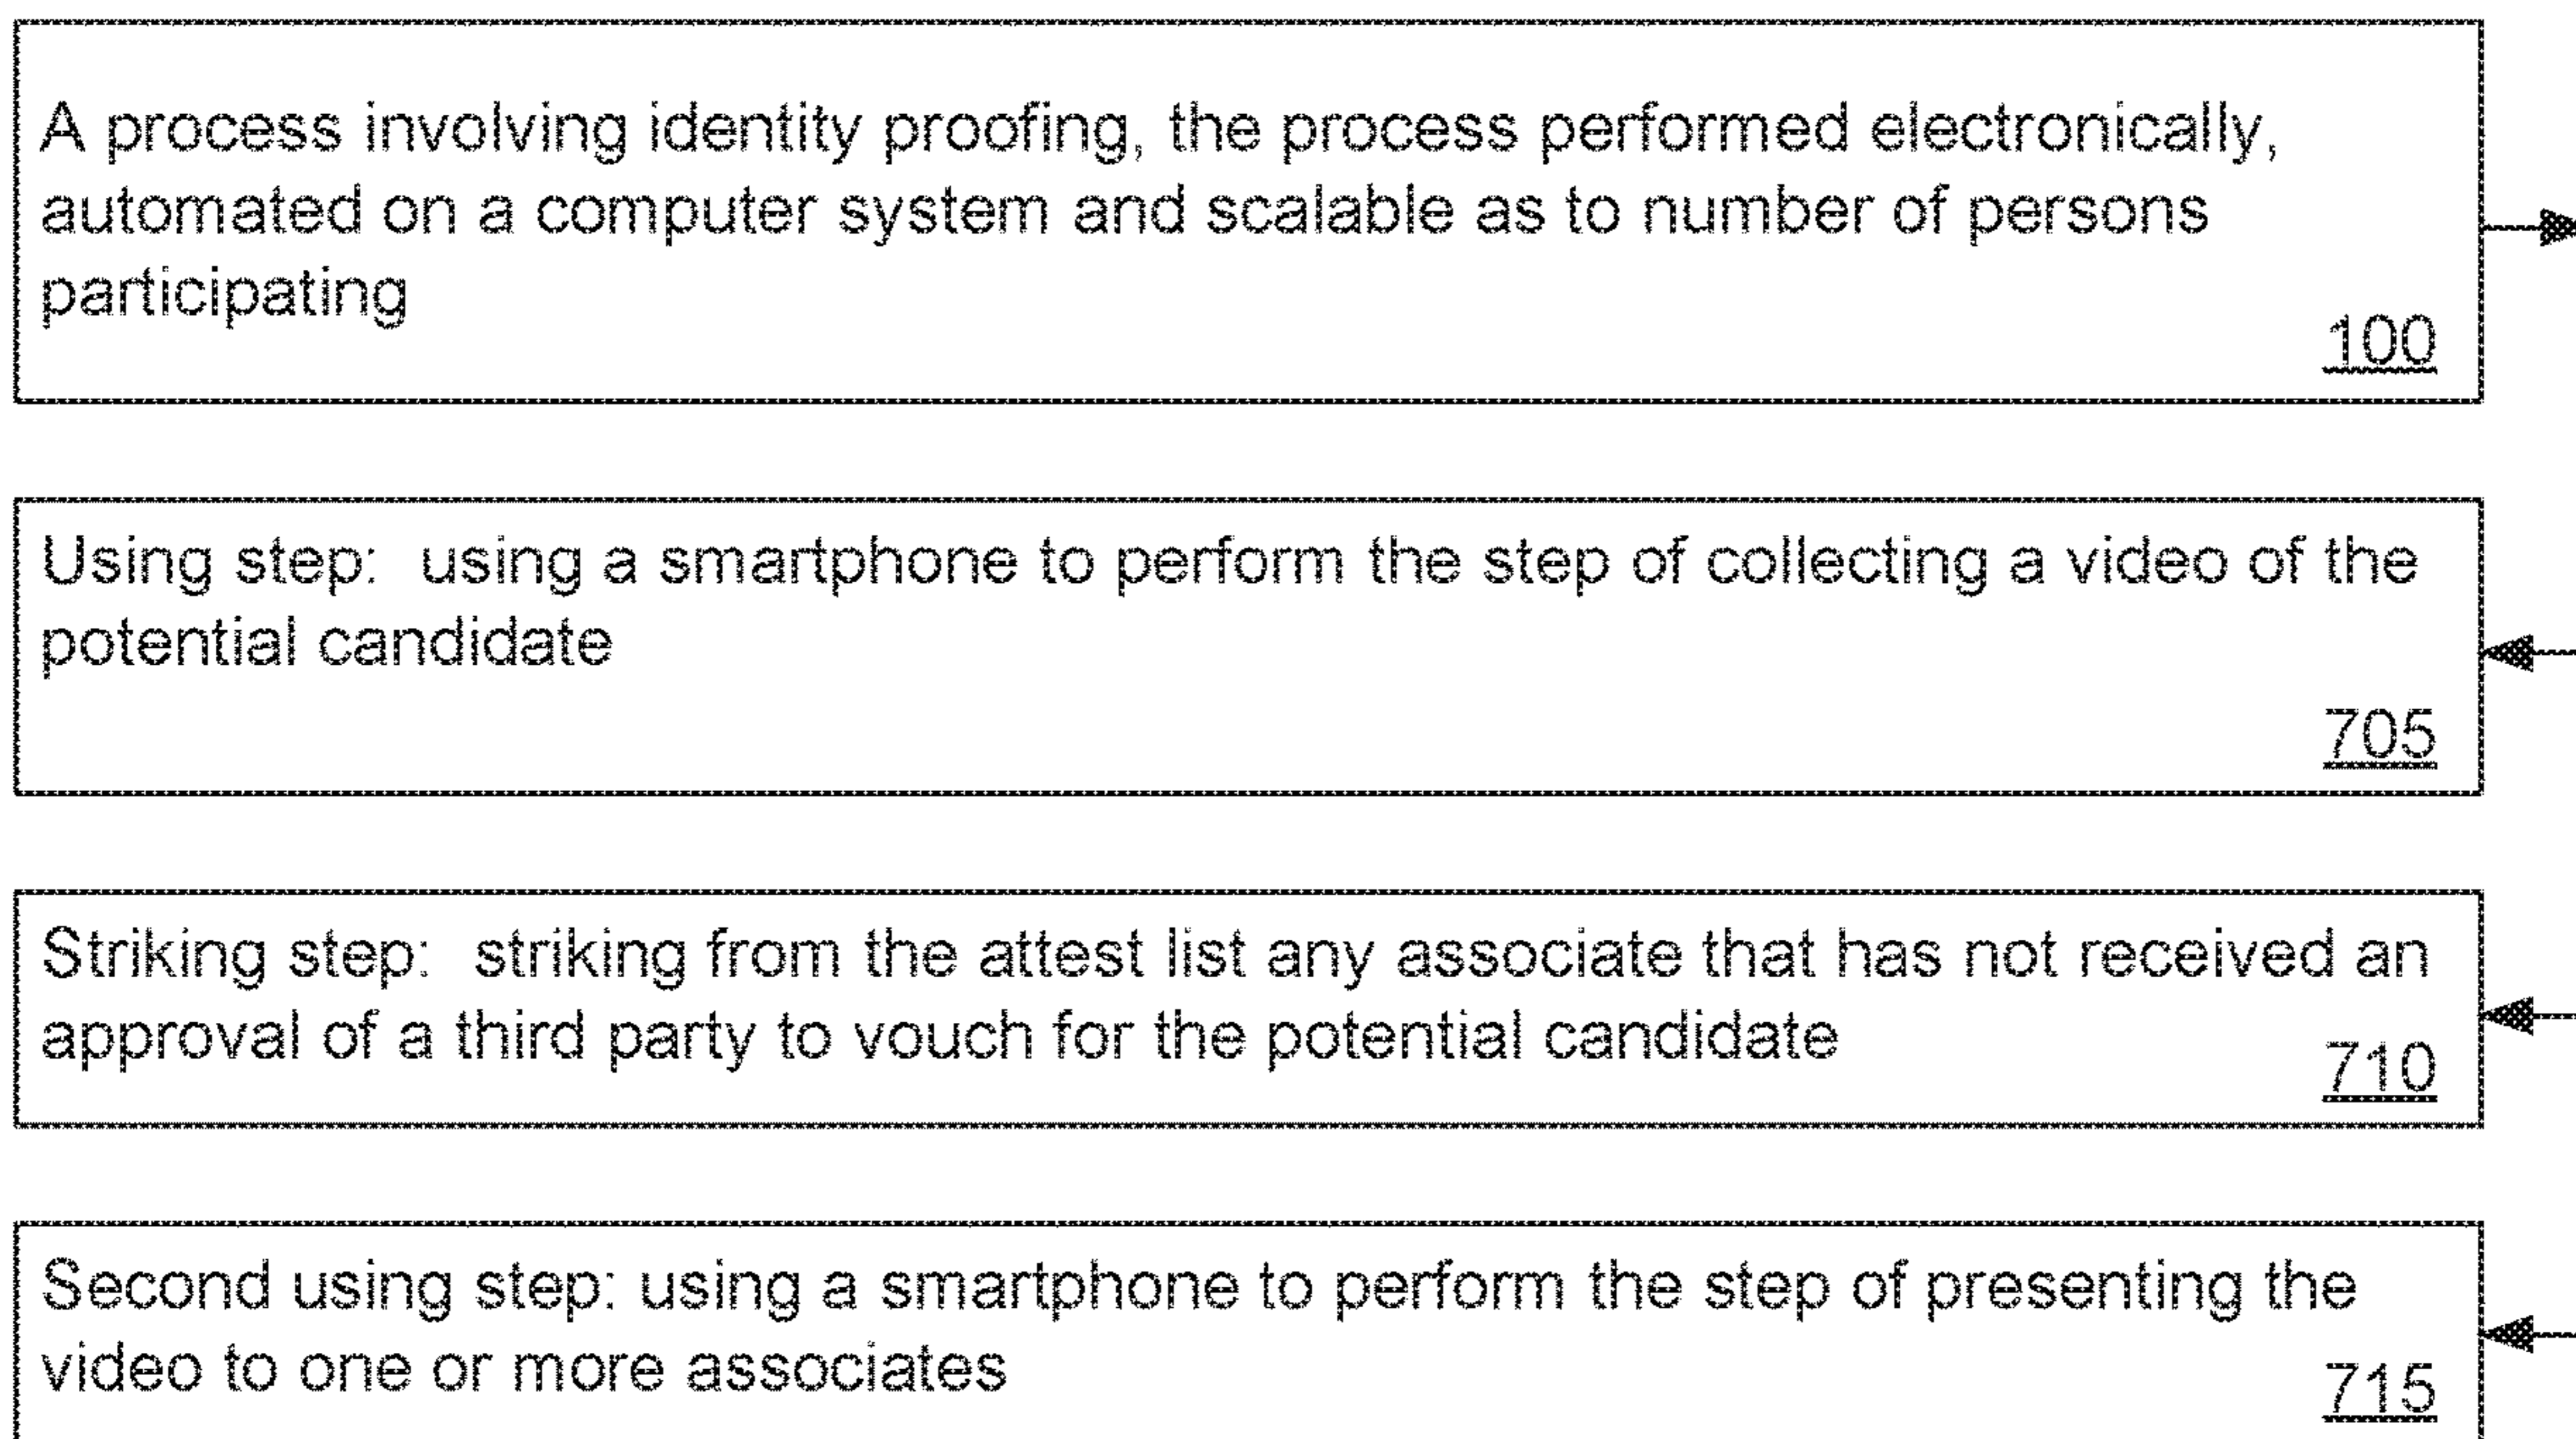 A process involving identity proofing, the process performed electronically,
automated on a computer system and scalable as to number of persons
participating
100
Using step: using a smartphone to perform the step of collecting a video of the
potential candidate
705
Striking step: striking from the attest list any associate that has not received an
approval of a third party to vouch for the potential candidate
710
Second using step: using a smartphone to perform the step of presenting the
video to one or more associates
715